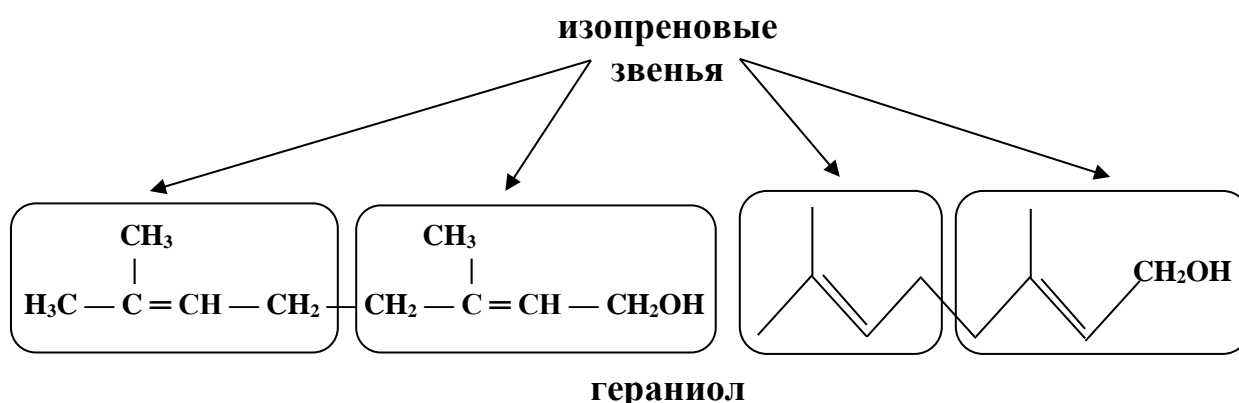 изопреновые
звенья
CH₃ CH₃
| |
H₃C — C = CH — CH₂ — CH₂ — C = CH — CH₂OH
CH₂OH
гераниол